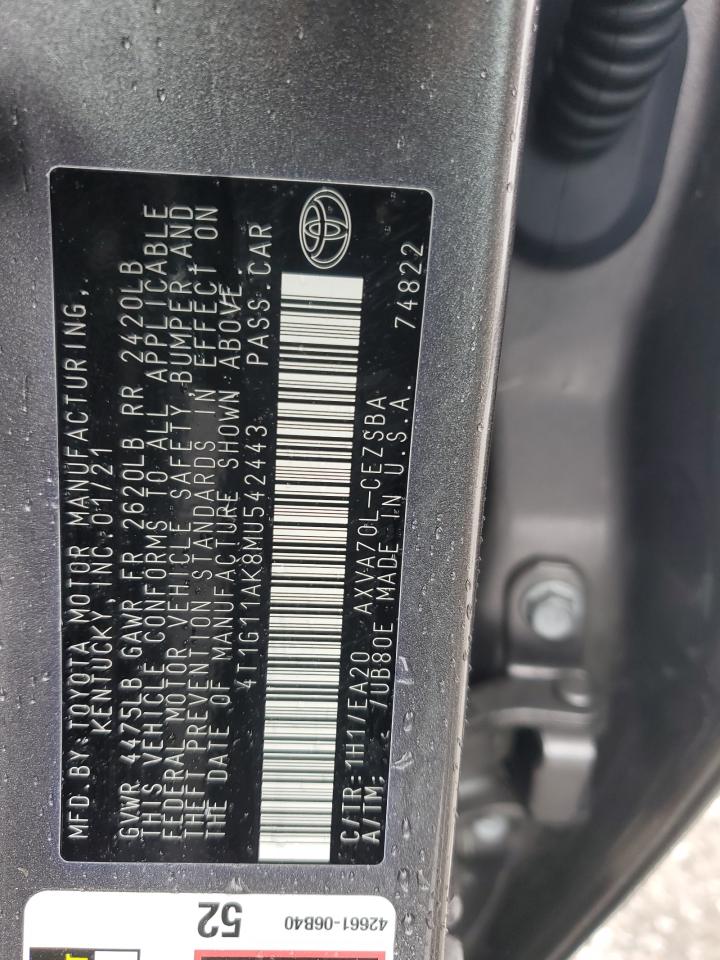 MFD.BY:TOYOTA MOTOR MANUFACTURING,
KENTUCKY, INC.01/21
GVWR 4475LB GAWR FR 2620LB RR 2420LB
THIS VEHICLE CONFORMS TO ALL APPLICABLE
FEDERAL MOTOR VEHICLE SAFETY, BUMPER,AND
THEFT PREVENTION STANDARDS IN EFFECT ON
THE DATE OF MANUFACTURE SHOWN ABOVE.
4T1G11AK8MU542443 PASS.CAR
C/TR:1H1/EA20 AXVA70L-CEZSBA
A/TM: /UB80E MADE IN U.S.A. 74822
42661-06B40
52